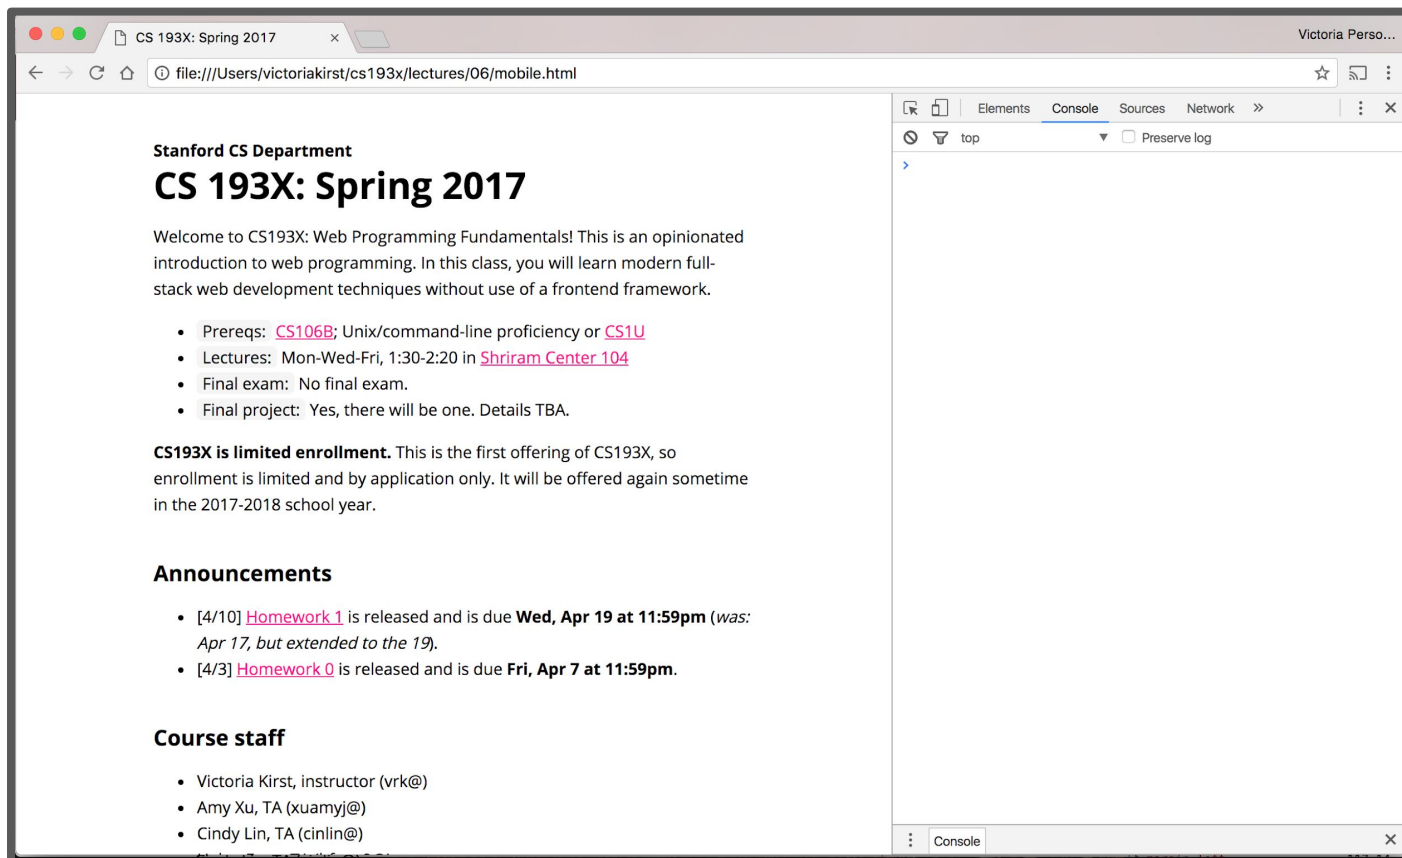 CS 193X: Spring 2017
Victoria Perso...
file:///Users/victoriakirst/cs193x/lectures/06/mobile.html
Stanford CS Department
CS 193X: Spring 2017
Welcome to CS193X: Web Programming Fundamentals! This is an opinionated
introduction to web programming. In this class, you will learn modern full-
stack web development techniques without use of a frontend framework.
• Prereqs: CS106B; Unix/command-line proficiency or CS1U
• Lectures: Mon-Wed-Fri, 1:30-2:20 in Shriram Center 104
• Final exam: No final exam.
• Final project: Yes, there will be one. Details TBA.
CS193X is limited enrollment. This is the first offering of CS193X, so
enrollment is limited and by application only. It will be offered again sometime
in the 2017-2018 school year.
Announcements
• [4/10] Homework 1 is released and is due Wed, Apr 19 at 11:59pm (was:
Apr 17, but extended to the 19).
• [4/3] Homework 0 is released and is due Fri, Apr 7 at 11:59pm.
Course staff
• Victoria Kirst, instructor (vrk@)
• Amy Xu, TA (xuamyj@)
• Cindy Lin, TA (cinlin@)
Elements Console Sources Network »
top Preserve log
>
Console